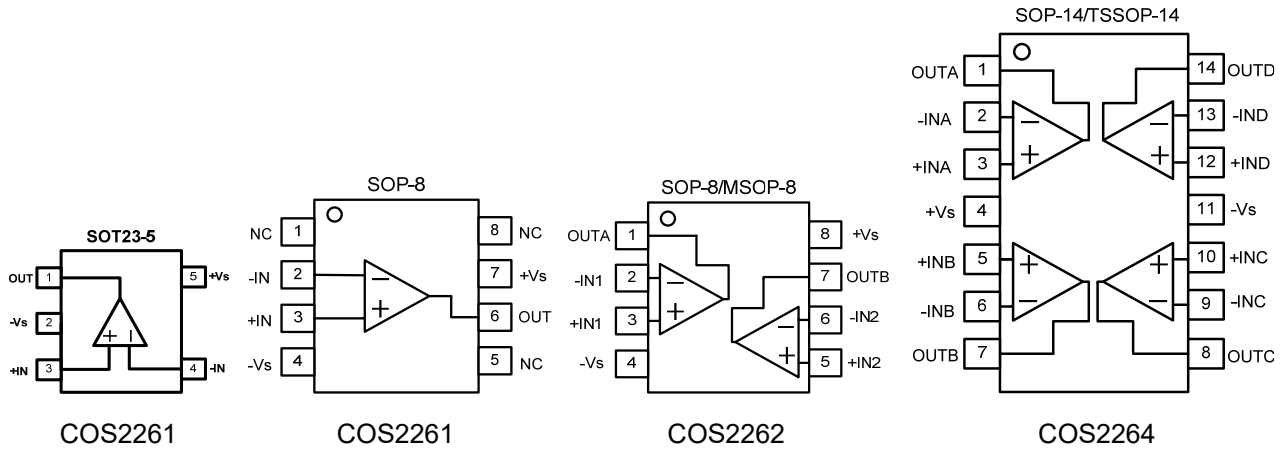 SOT23-5
OUT 1 5 +Vs
-Vs 2
+IN 3 4 -IN
+ −
COS2261
SOP-8
NC 1 8 NC
-IN 2 − 7 +Vs
+IN 3 + 6 OUT
-Vs 4 5 NC
COS2261
SOP-8/MSOP-8
OUTA 1 8 +Vs
-IN1 2 − 7 OUTB
+IN1 3 + − 6 -IN2
-Vs 4 + 5 +IN2
COS2262
SOP-14/TSSOP-14
OUTA 1 14 OUTD
-INA 2 − − 13 -IND
+INA 3 + + 12 +IND
+Vs 4 11 -Vs
+INB 5 + + 10 +INC
-INB 6 − − 9 -INC
OUTB 7 8 OUTC
COS2264